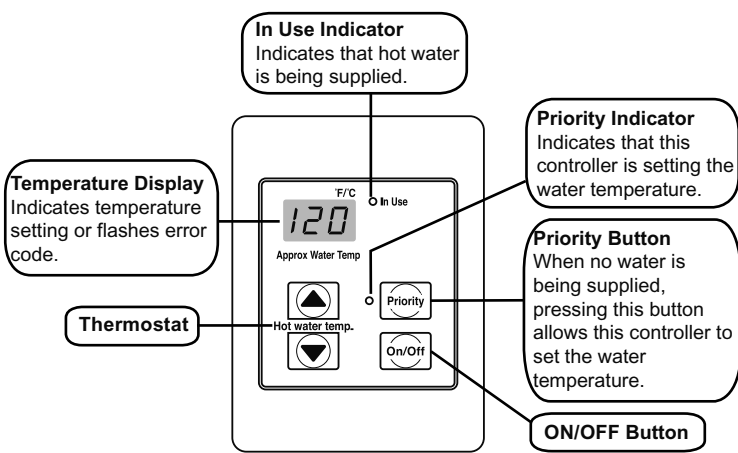 In Use Indicator
Indicates that hot water
is being supplied.
Priority Indicator
Indicates that this
controller is setting the
water temperature.
Temperature Display
Indicates temperature
setting or flashes error
code.
°F/°C
120
In Use
Approx Water Temp
Priority Button
When no water is
being supplied,
pressing this button
allows this controller to
set the water
temperature.
Thermostat
Hot water temp.
Priority
On/Off
ON/OFF Button